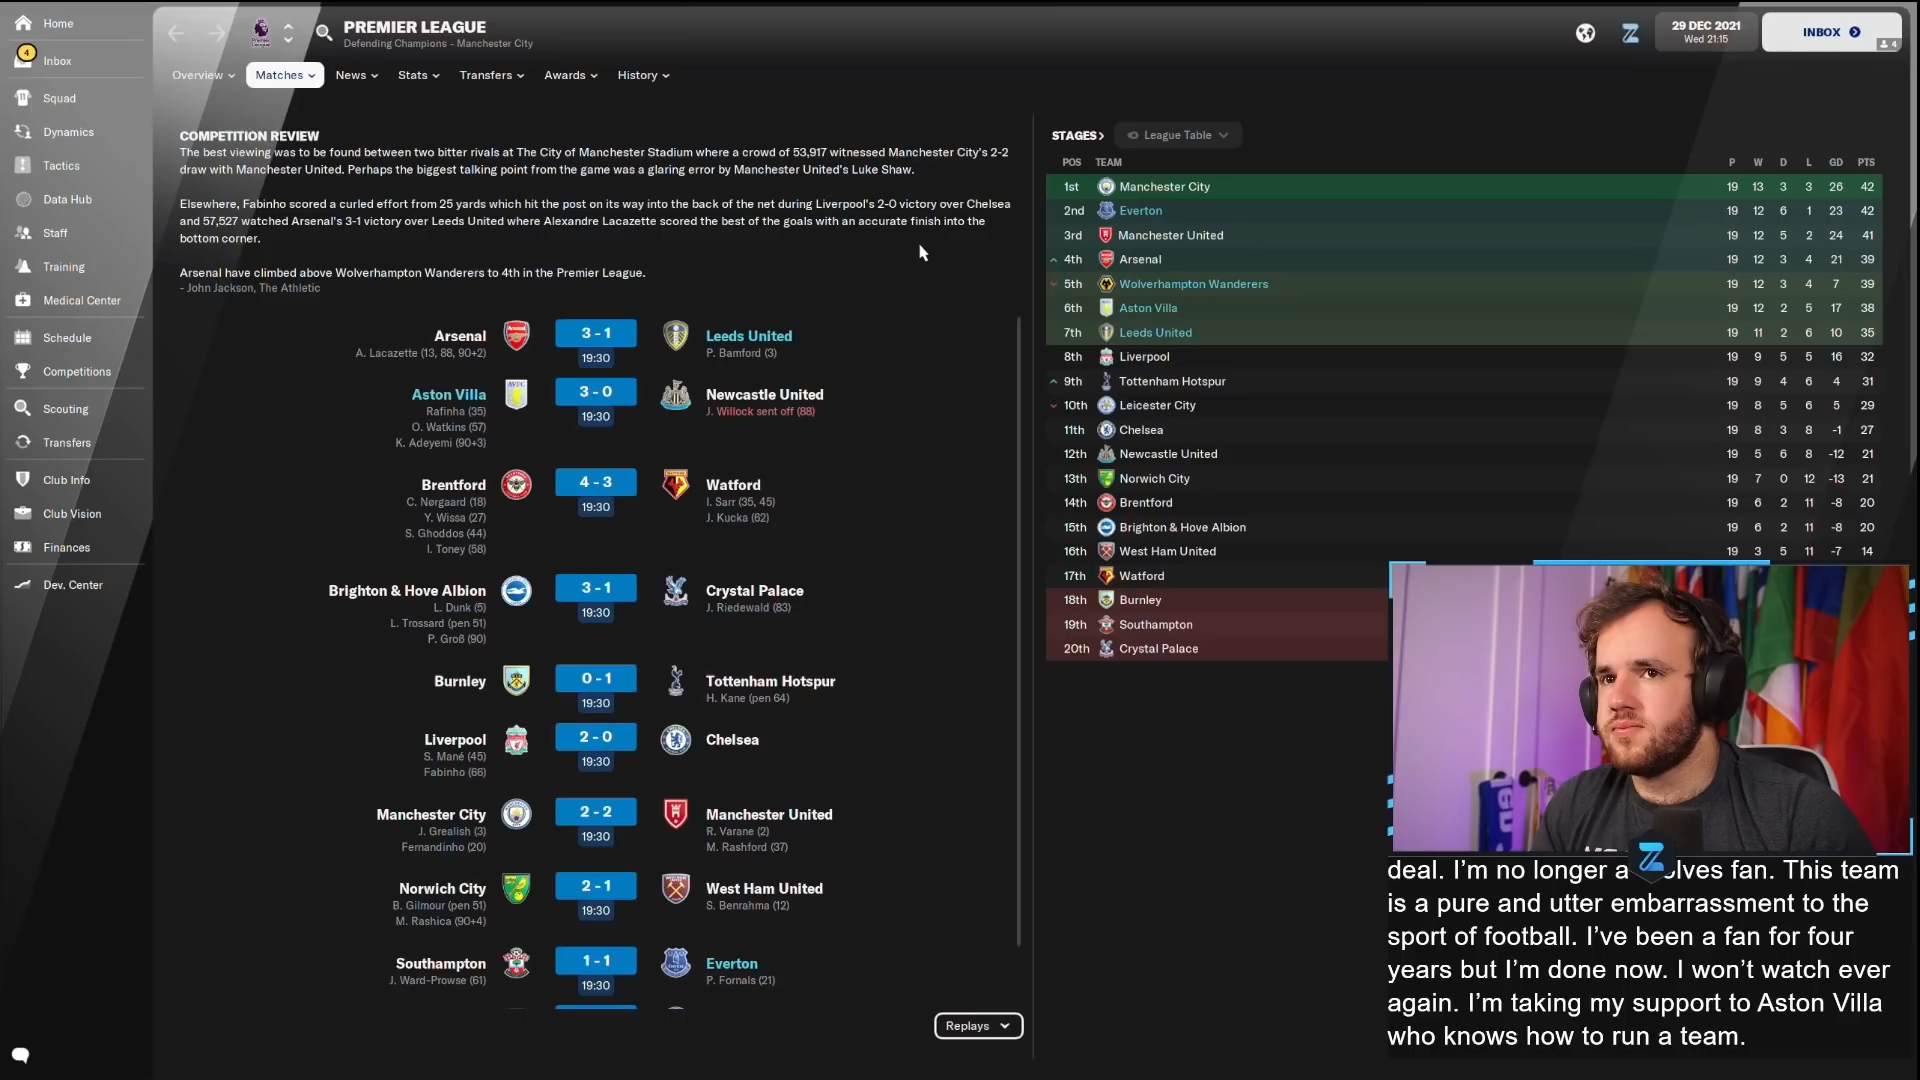 Home
4
Inbox
Squad
Dynamics
Tactics
Data Hub
Staff
Training
Medical Center
Schedule
Competitions
Scouting
Transfers
Club Info
Club Vision
Finances
Dev. Center
PREMIER LEAGUE
Defending Champions - Manchester City
29 DEC 2021
Wed 21:15
INBOX
4
Overview
Matches
News
Stats
Transfers
Awards
History
COMPETITION REVIEW
The best viewing was to be found between two bitter rivals at The City of Manchester Stadium where a crowd of 53,917 witnessed Manchester City's 2-2
draw with Manchester United. Perhaps the biggest talking point from the game was a glaring error by Manchester United's Luke Shaw.
Elsewhere, Fabinho scored a curled effort from 25 yards which hit the post on its way into the back of the net during Liverpool's 2-0 victory over Chelsea
and 57,527 watched Arsenal's 3-1 victory over Leeds United where Alexandre Lacazette scored the best of the goals with an accurate finish into the
bottom corner.
Arsenal have climbed above Wolverhampton Wanderers to 4th in the Premier League.
- John Jackson, The Athletic
Arsenal 3 - 1 Leeds United
A. Lacazette (13, 88, 90+2) 19:30 P. Bamford (3)
Aston Villa 3 - 0 Newcastle United
Rafinha (35) 19:30 J. Willock sent off (88)
O. Watkins (57)
K. Adeyemi (90+3)
Brentford 4 - 3 Watford
C. Nørgaard (18) 19:30 I. Sarr (35, 45)
Y. Wissa (27) J. Kucka (62)
S. Ghoddos (44)
I. Toney (58)
Brighton & Hove Albion 3 - 1 Crystal Palace
L. Dunk (5) 19:30 J. Riedewald (83)
L. Trossard (pen 51)
P. Groß (90)
Burnley 0 - 1 Tottenham Hotspur
19:30 H. Kane (pen 64)
Liverpool 2 - 0 Chelsea
S. Mané (45) 19:30
Fabinho (66)
Manchester City 2 - 2 Manchester United
J. Grealish (3) 19:30 R. Varane (2)
Fernandinho (20) M. Rashford (37)
Norwich City 2 - 1 West Ham United
B. Gilmour (pen 51) 19:30 S. Benrahma (12)
M. Rashica (90+4)
Southampton 1 - 1 Everton
J. Ward-Prowse (61) 19:30 P. Fornals (21)
Replays
STAGES> League Table
POS TEAM P W D L GD PTS
1st Manchester City 19 13 3 3 26 42
2nd Everton 19 12 6 1 23 42
3rd Manchester United 19 12 5 2 24 41
4th Arsenal 19 12 3 4 21 39
5th Wolverhampton Wanderers 19 12 3 4 7 39
6th Aston Villa 19 12 2 5 17 38
7th Leeds United 19 11 2 6 10 35
8th Liverpool 19 9 5 5 16 32
9th Tottenham Hotspur 19 9 4 6 4 31
10th Leicester City 19 8 5 6 5 29
11th Chelsea 19 8 3 8 -1 27
12th Newcastle United 19 5 6 8 -12 21
13th Norwich City 19 7 0 12 -13 21
14th Brentford 19 6 2 11 -8 20
15th Brighton & Hove Albion 19 6 2 11 -8 20
16th West Ham United 19 3 5 11 -7 14
17th Watford
18th Burnley
19th Southampton
20th Crystal Palace
deal. I'm no longer a olves fan. This team
is a pure and utter embarrassment to the
sport of football. I've been a fan for four
years but I'm done now. I won't watch ever
again. I'm taking my support to Aston Villa
who knows how to run a team.